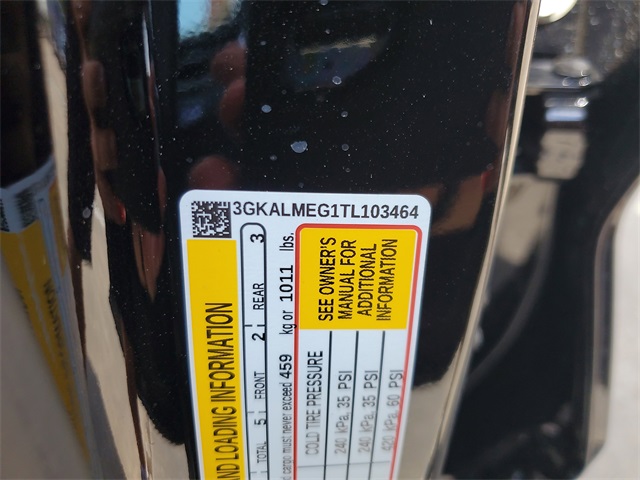 3GKALMEG1TL103464
AND LOADING INFORMATION
TOTAL 5 FRONT 2 REAR 3
cargo must never exceed 459 kg or 1011 lbs.
SEE OWNER'S
MANUAL FOR
ADDITIONAL
INFORMATION
COLD TIRE PRESSURE
240 kPa, 35 PSI
240 kPa, 35 PSI
420 kPa, 60 PSI